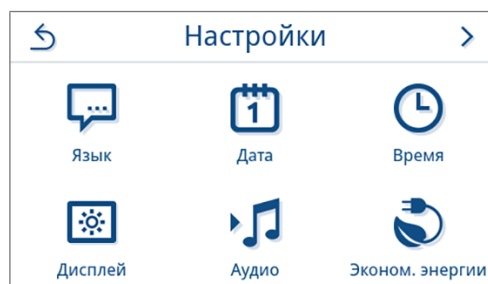 Настройки
...
1
Язык Дата Время
Дисплей Аудио Эконом. энергии